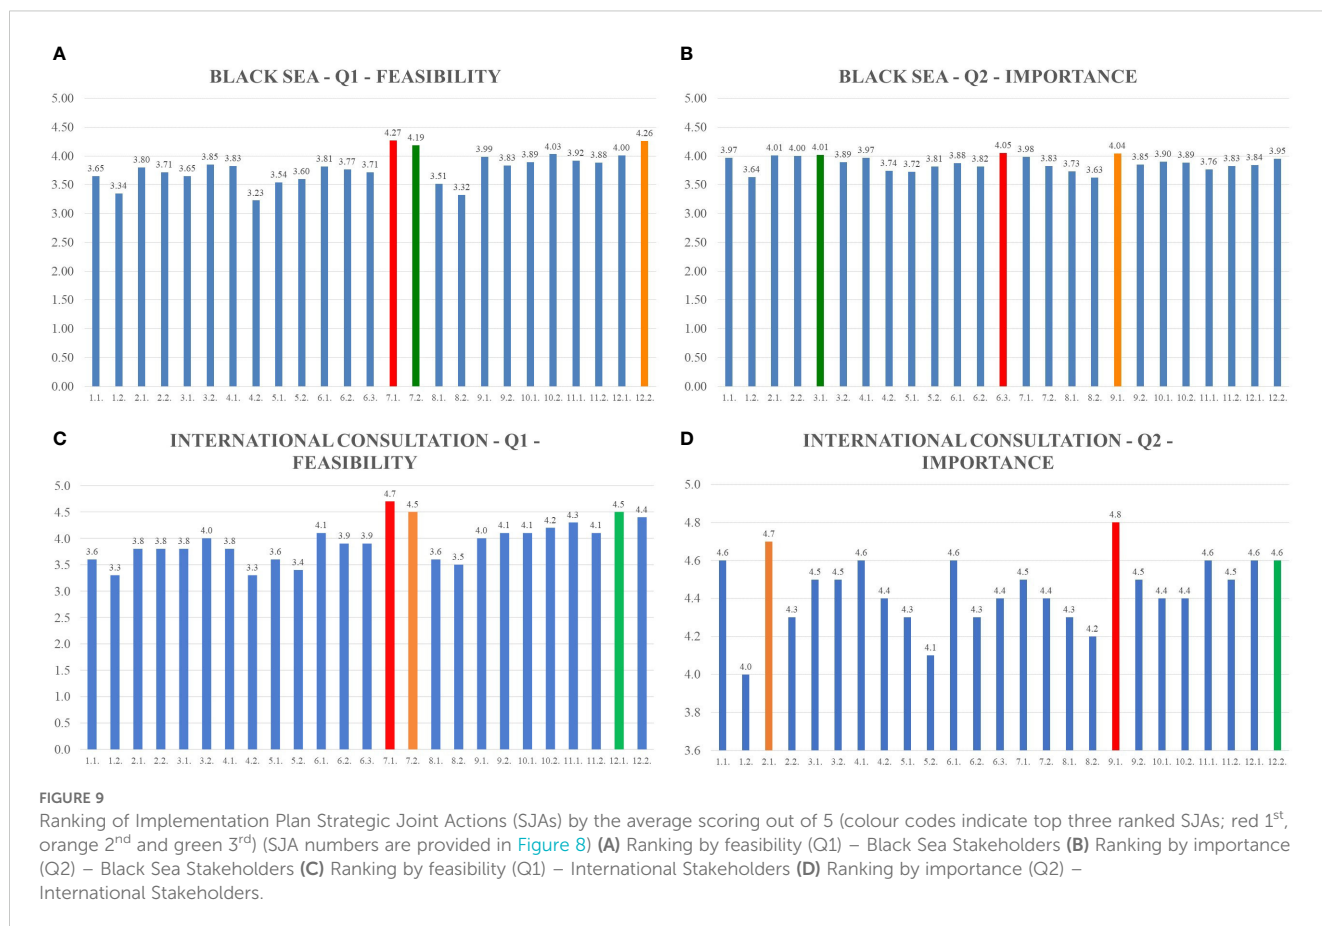 A
BLACK SEA - Q1 - FEASIBILITY
5.00
4.50
4.00
3.50
3.00
2.50
2.00
1.50
1.00
0.50
0.00
3.65 3.34 3.80 3.71 3.65 3.85 3.83 3.23 3.54 3.60 3.81 3.77 3.71 4.27 4.19 3.51 3.32 3.99 3.83 3.89 4.03 3.92 3.88 4.00 4.26
1.1. 1.2. 2.1. 2.2. 3.1. 3.2. 4.1. 4.2. 5.1. 5.2. 6.1. 6.2. 6.3. 7.1. 7.2. 8.1. 8.2. 9.1. 9.2. 10.1. 10.2. 11.1. 11.2. 12.1. 12.2.
B
BLACK SEA - Q2 - IMPORTANCE
5.00
4.50
4.00
3.50
3.00
2.50
2.00
1.50
1.00
0.50
0.00
3.97 3.64 4.01 4.00 4.01 3.89 3.97 3.74 3.72 3.81 3.88 3.82 4.05 3.98 3.83 3.73 3.63 4.04 3.85 3.90 3.89 3.76 3.83 3.84 3.95
1.1. 1.2. 2.1. 2.2. 3.1. 3.2. 4.1. 4.2. 5.1. 5.2. 6.1. 6.2. 6.3. 7.1. 7.2. 8.1. 8.2. 9.1. 9.2. 10.1. 10.2. 11.1. 11.2. 12.1. 12.2.
C
INTERNATIONAL CONSULTATION - Q1 -
FEASIBILITY
5.0
4.5
4.0
3.5
3.0
2.5
2.0
1.5
1.0
0.5
0.0
3.6 3.3 3.8 3.8 3.8 4.0 3.8 3.3 3.6 3.4 4.1 3.9 3.9 4.7 4.5 3.6 3.5 4.0 4.1 4.1 4.2 4.3 4.1 4.5 4.4
1.1. 1.2. 2.1. 2.2. 3.1. 3.2. 4.1. 4.2. 5.1. 5.2. 6.1. 6.2. 6.3. 7.1. 7.2. 8.1. 8.2. 9.1. 9.2. 10.1. 10.2. 11.1. 11.2. 12.1. 12.2.
D
INTERNATIONAL CONSULTATION - Q2 -
IMPORTANCE
5.0
4.8
4.6
4.4
4.2
4.0
3.8
3.6
4.6 4.0 4.7 4.3 4.5 4.5 4.6 4.4 4.3 4.1 4.6 4.3 4.4 4.5 4.4 4.3 4.2 4.8 4.5 4.4 4.4 4.6 4.5 4.6 4.6
1.1. 1.2. 2.1. 2.2. 3.1. 3.2. 4.1. 4.2. 5.1. 5.2. 6.1. 6.2. 6.3. 7.1. 7.2. 8.1. 8.2. 9.1. 9.2. 10.1. 10.2. 11.1. 11.2. 12.1. 12.2.
FIGURE 9
Ranking of Implementation Plan Strategic Joint Actions (SJAs) by the average scoring out of 5 (colour codes indicate top three ranked SJAs; red 1st,
orange 2nd and green 3rd) (SJA numbers are provided in Figure 8) (A) Ranking by feasibility (Q1) – Black Sea Stakeholders (B) Ranking by importance
(Q2) – Black Sea Stakeholders (C) Ranking by feasibility (Q1) – International Stakeholders (D) Ranking by importance (Q2) –
International Stakeholders.